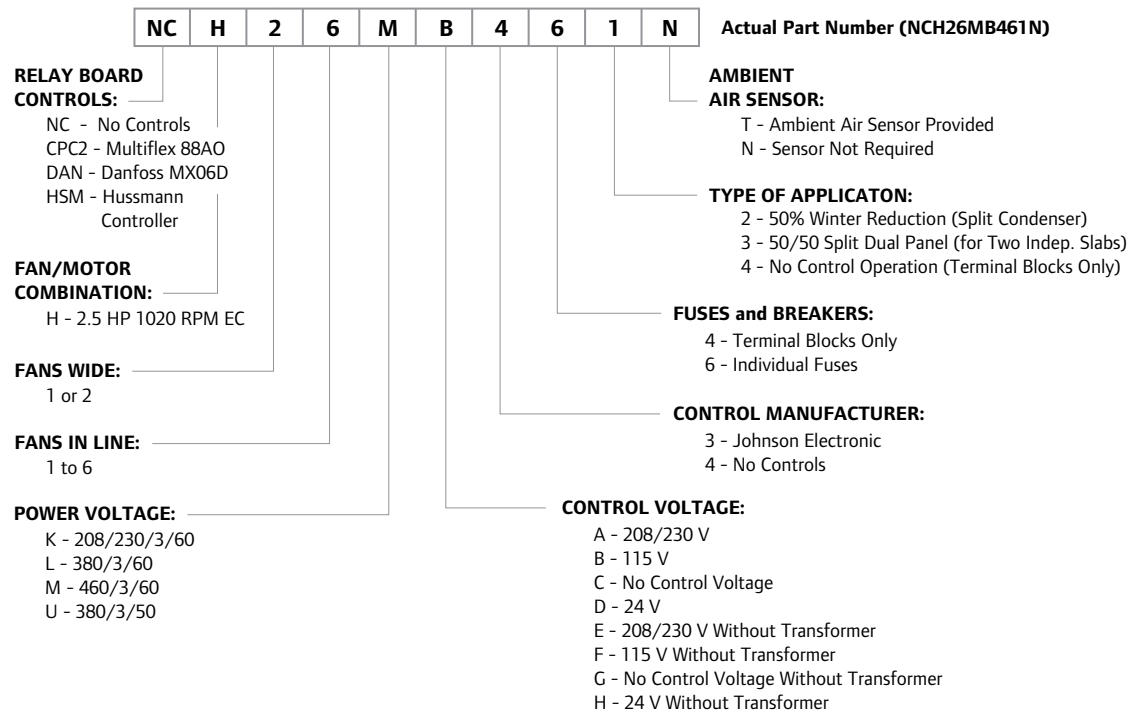 NC H 2 6 M B 4 6 1 N Actual Part Number (NCH26MB461N)
RELAY BOARD
CONTROLS:
NC - No Controls
CPC2 - Multiflex 88AO
DAN - Danfoss MX06D
HSM - Hussmann
Controller
FAN/MOTOR
COMBINATION:
H - 2.5 HP 1020 RPM EC
FANS WIDE:
1 or 2
FANS IN LINE:
1 to 6
POWER VOLTAGE:
K - 208/230/3/60
L - 380/3/60
M - 460/3/60
U - 380/3/50
AMBIENT
AIR SENSOR:
T - Ambient Air Sensor Provided
N - Sensor Not Required
TYPE OF APPLICATON:
2 - 50% Winter Reduction (Split Condenser)
3 - 50/50 Split Dual Panel (for Two Indep. Slabs)
4 - No Control Operation (Terminal Blocks Only)
FUSES and BREAKERS:
4 - Terminal Blocks Only
6 - Individual Fuses
CONTROL MANUFACTURER:
3 - Johnson Electronic
4 - No Controls
CONTROL VOLTAGE:
A - 208/230 V
B - 115 V
C - No Control Voltage
D - 24 V
E - 208/230 V Without Transformer
F - 115 V Without Transformer
G - No Control Voltage Without Transformer
H - 24 V Without Transformer